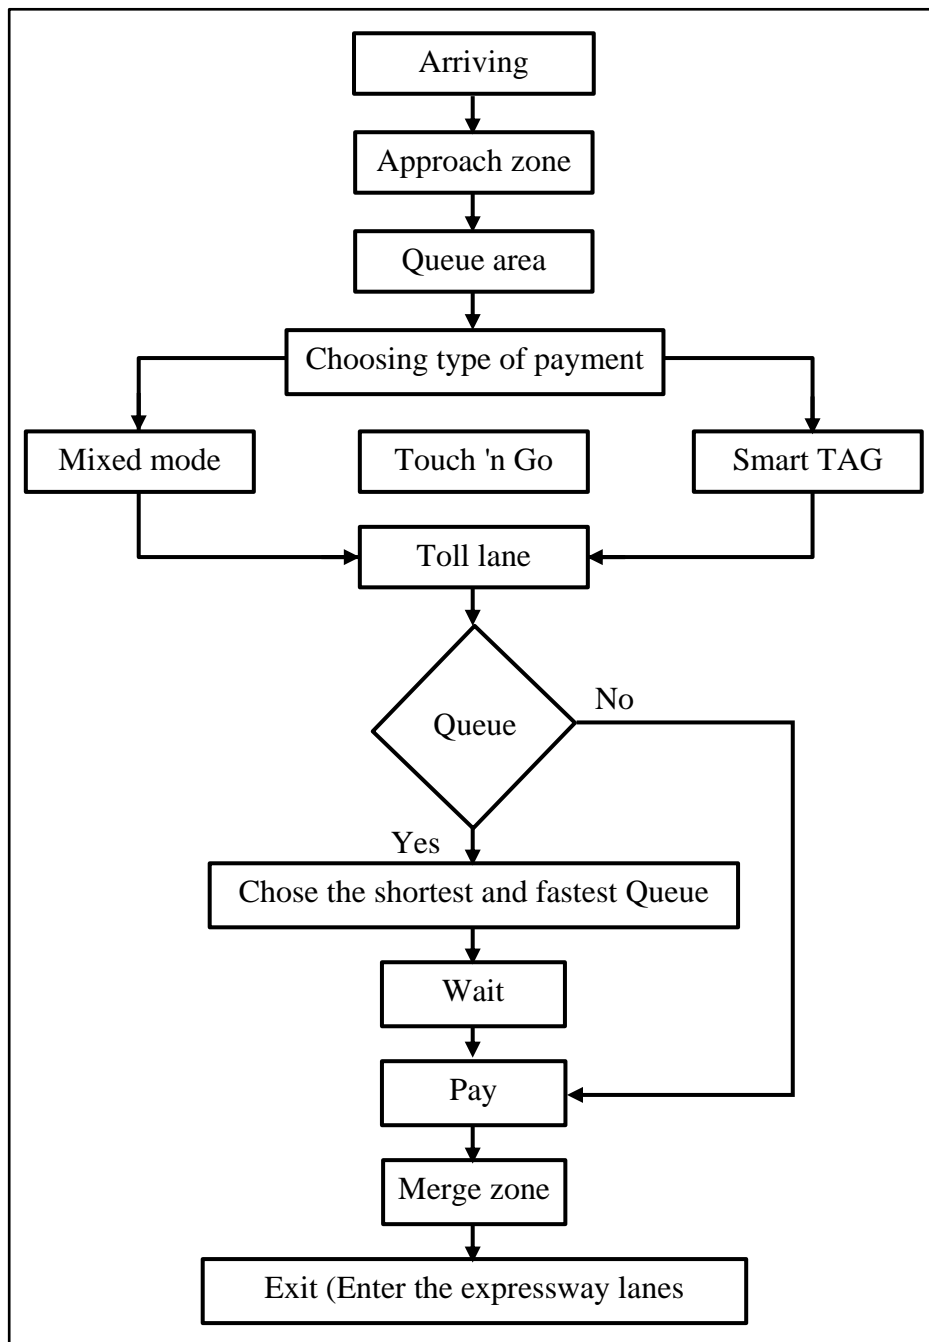 Arriving
Approach zone
Queue area
Choosing type of payment
Mixed mode
Touch 'n Go
Smart TAG
Toll lane
No
Queue
Yes
Chose the shortest and fastest Queue
Wait
Pay
Merge zone
Exit (Enter the expressway lanes